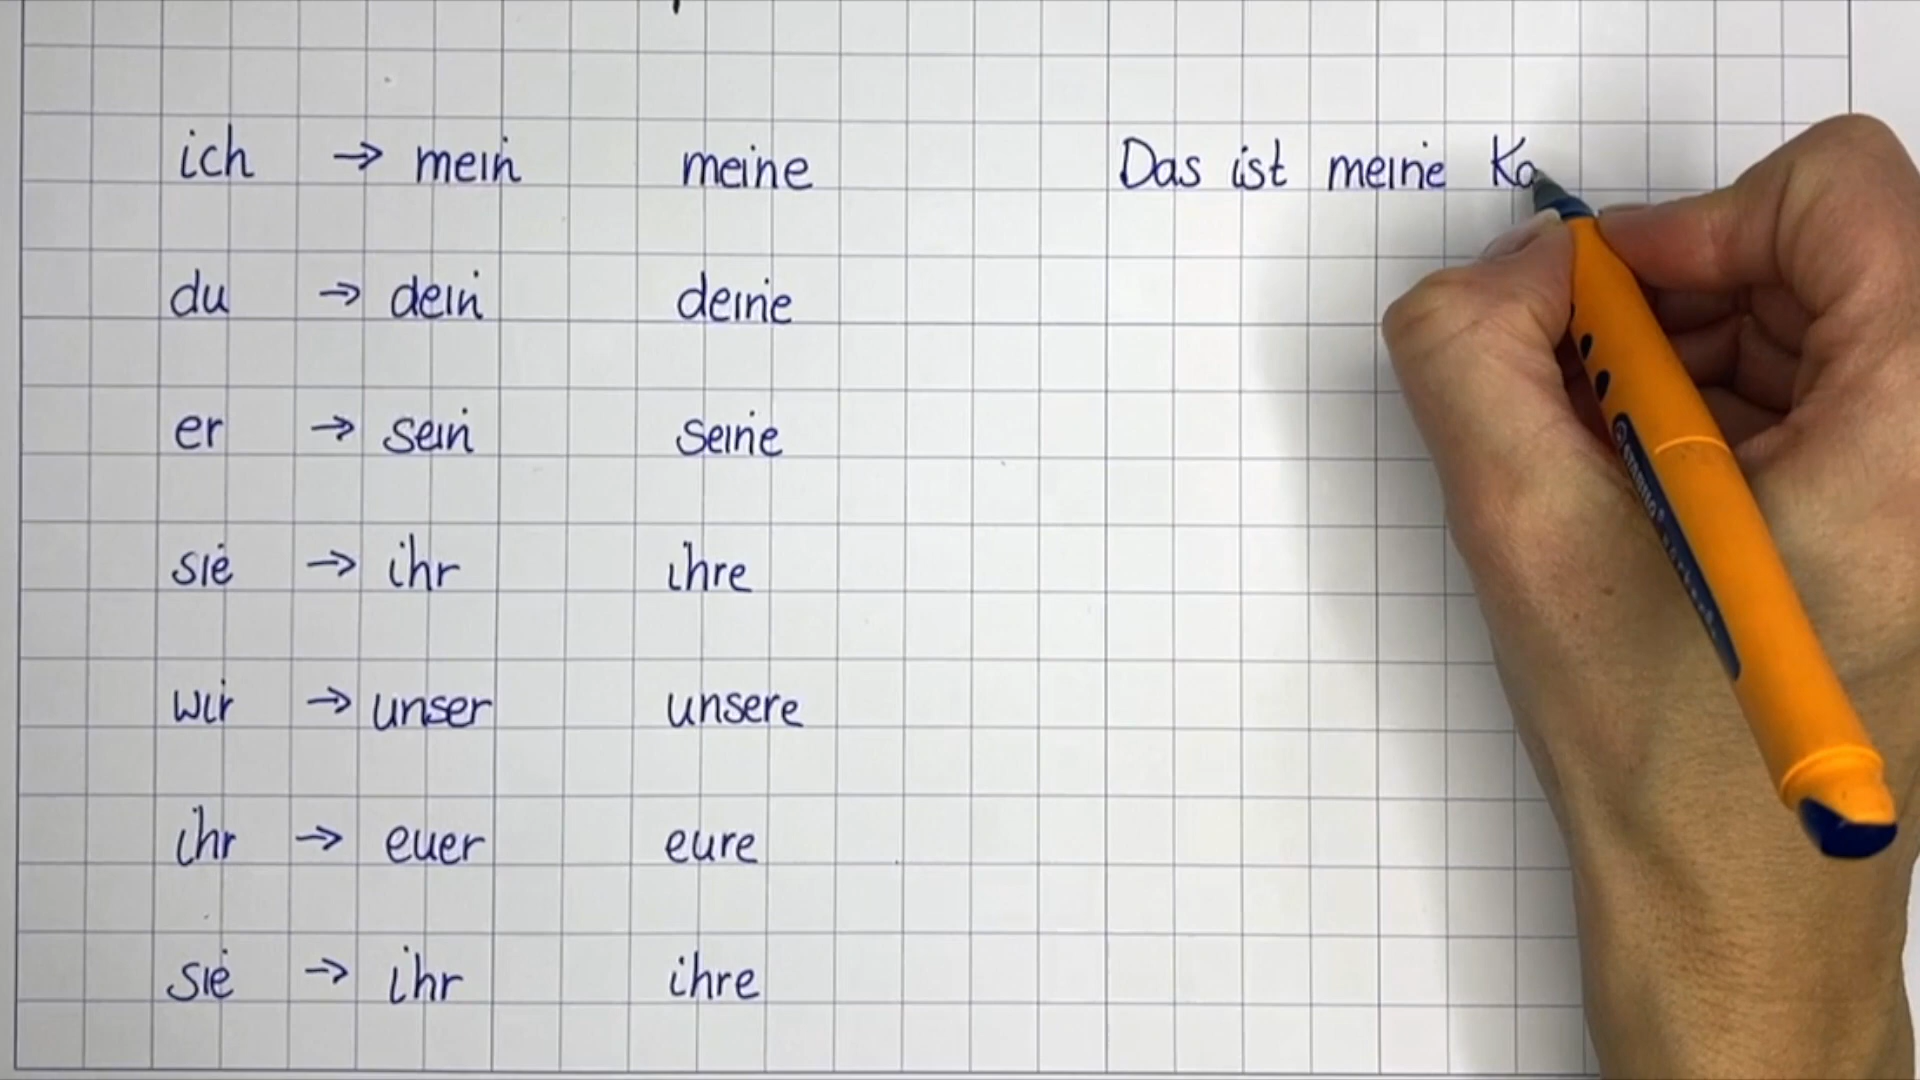 ich → mein meine Das ist meine Ka
du → dein deine
er → sein seine
sie → ihr ihre
wir → unser unsere
ihr → euer eure
sie → ihr ihre